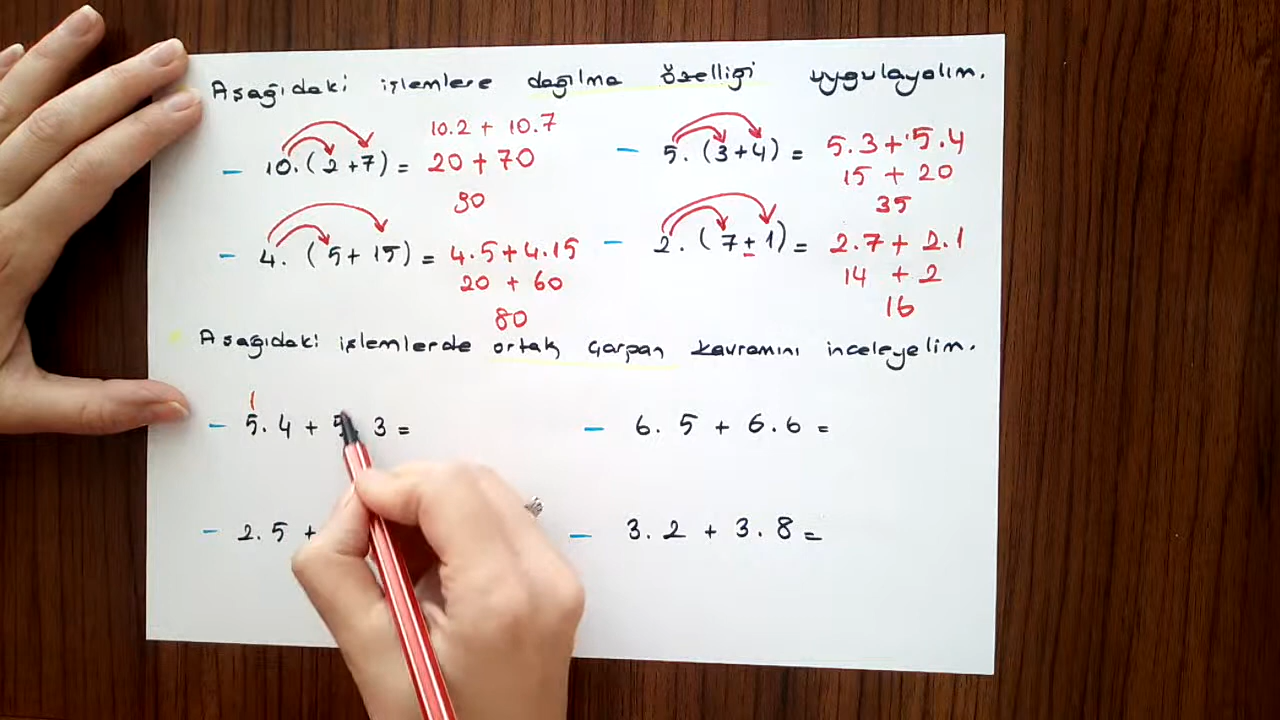 Aşağıdaki işlemlere dağılma özelliği uygulayalım.
- 10.(2+7) = 10.2 + 10.7
20 + 70
90
- 5.(3+4) = 5.3+5.4
15 + 20
35
- 4.(5+15) = 4.5+4.15
20 + 60
80
- 2.(7+1) = 2.7+2.1
14 + 2
16
Aşağıdaki işlemlerde ortak çarpan kavramını inceleyelim.
- 5.4 + 5. 3 =
- 6. 5 + 6.6 =
- 2.5 +
- 3. 2 + 3. 8 =